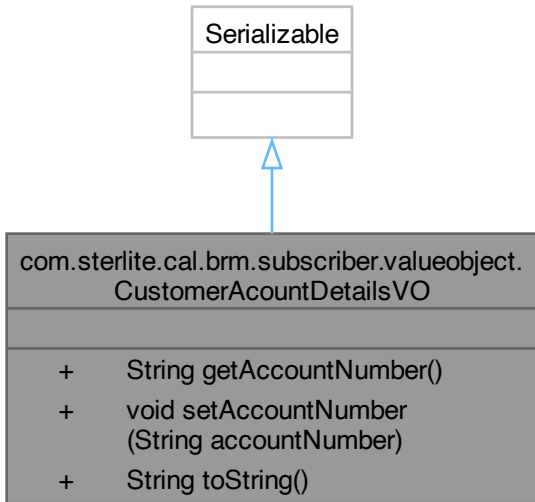 Serializable
com.sterlite.cal.brm.subscriber.valueobject.
CustomerAcountDetailsVO
+ String getAccountNumber()
+ void setAccountNumber
(String accountNumber)
+ String toString()